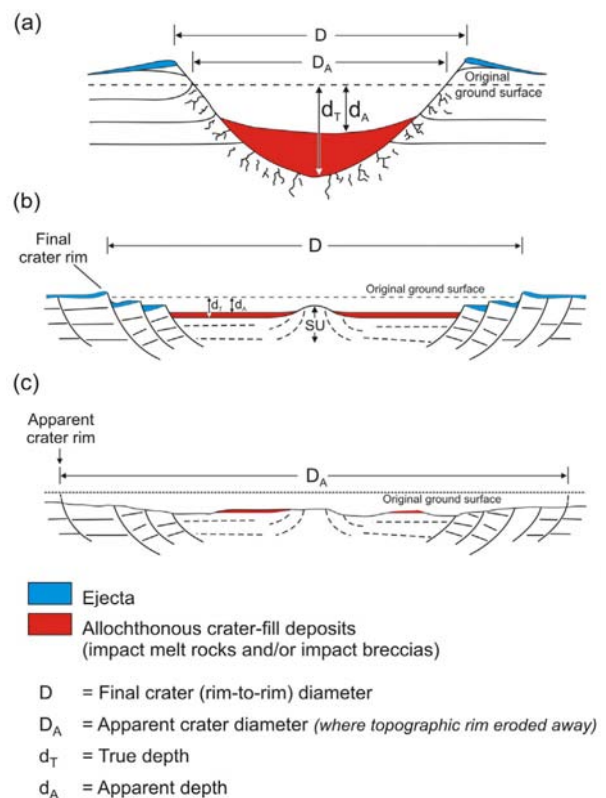 (a)
D
D_A
Original
ground surface
d_T
d_A
(b)
Final
crater rim
D
Original ground surface
d_T
d_A
SU
(c)
Apparent
crater rim
D_A
Original ground surface
Ejecta
Allochthonous crater-fill deposits
(impact melt rocks and/or impact breccias)
D = Final crater (rim-to-rim) diameter
D_A = Apparent crater diameter (where topographic rim eroded away)
d_T = True depth
d_A = Apparent depth